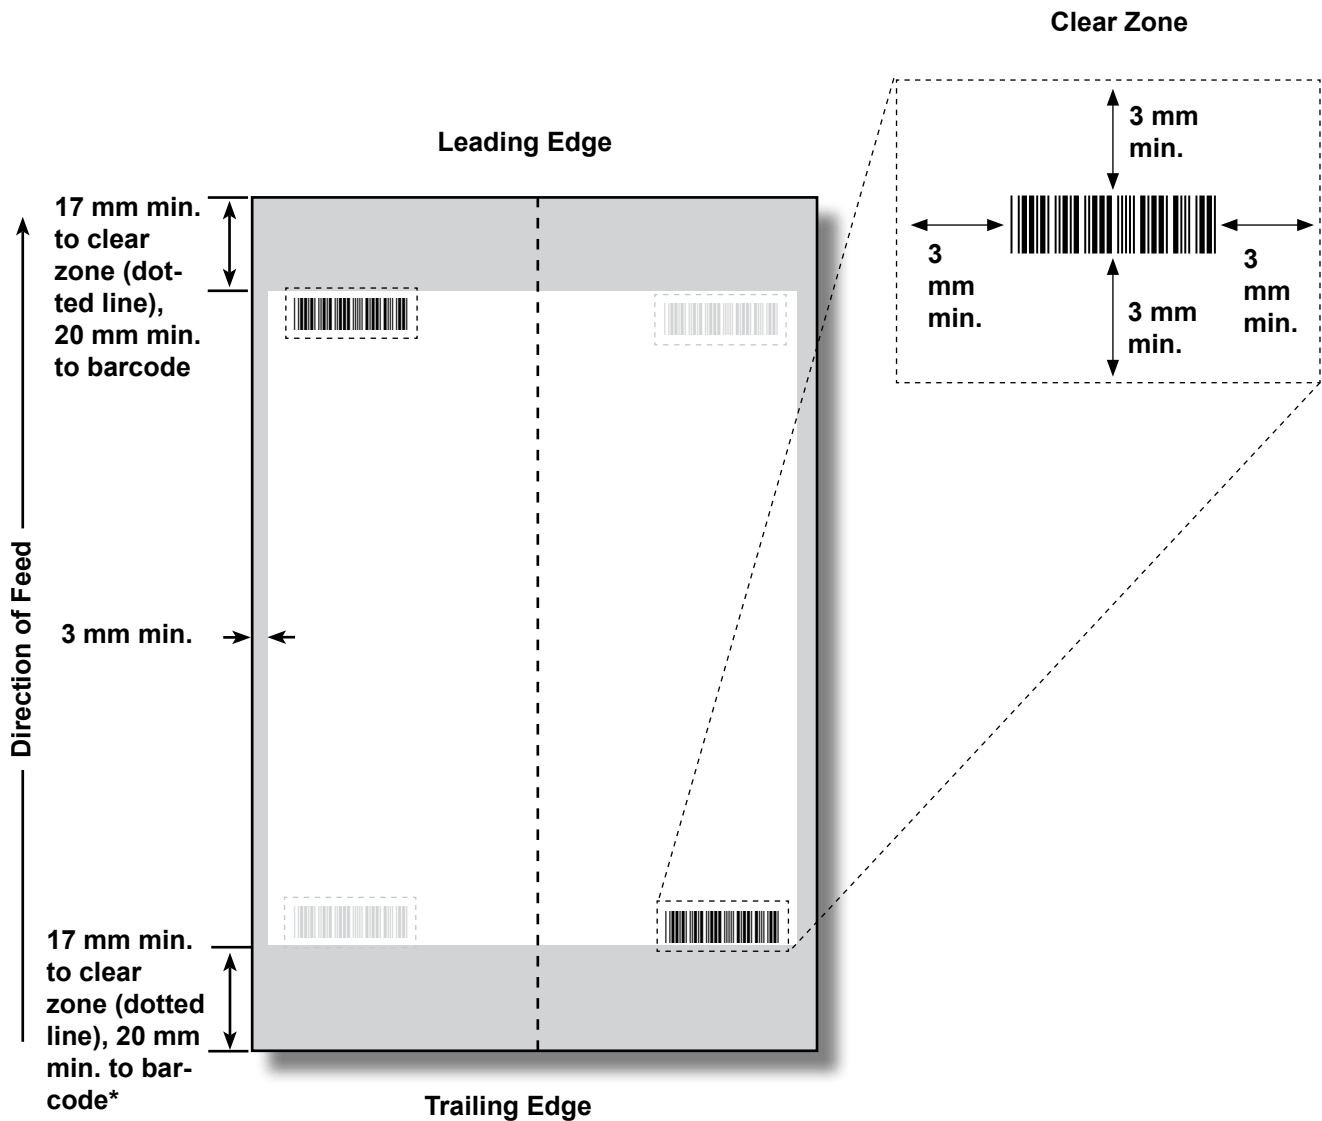 Clear Zone
3 mm
min.
3
mm
min.
3
mm
min.
3 mm
min.
Leading Edge
17 mm min.
to clear
zone (dot-
ted line),
20 mm min.
to barcode
Direction of Feed
3 mm min.
17 mm min.
to clear
zone (dotted
line), 20 mm
min. to bar-
code*
Trailing Edge